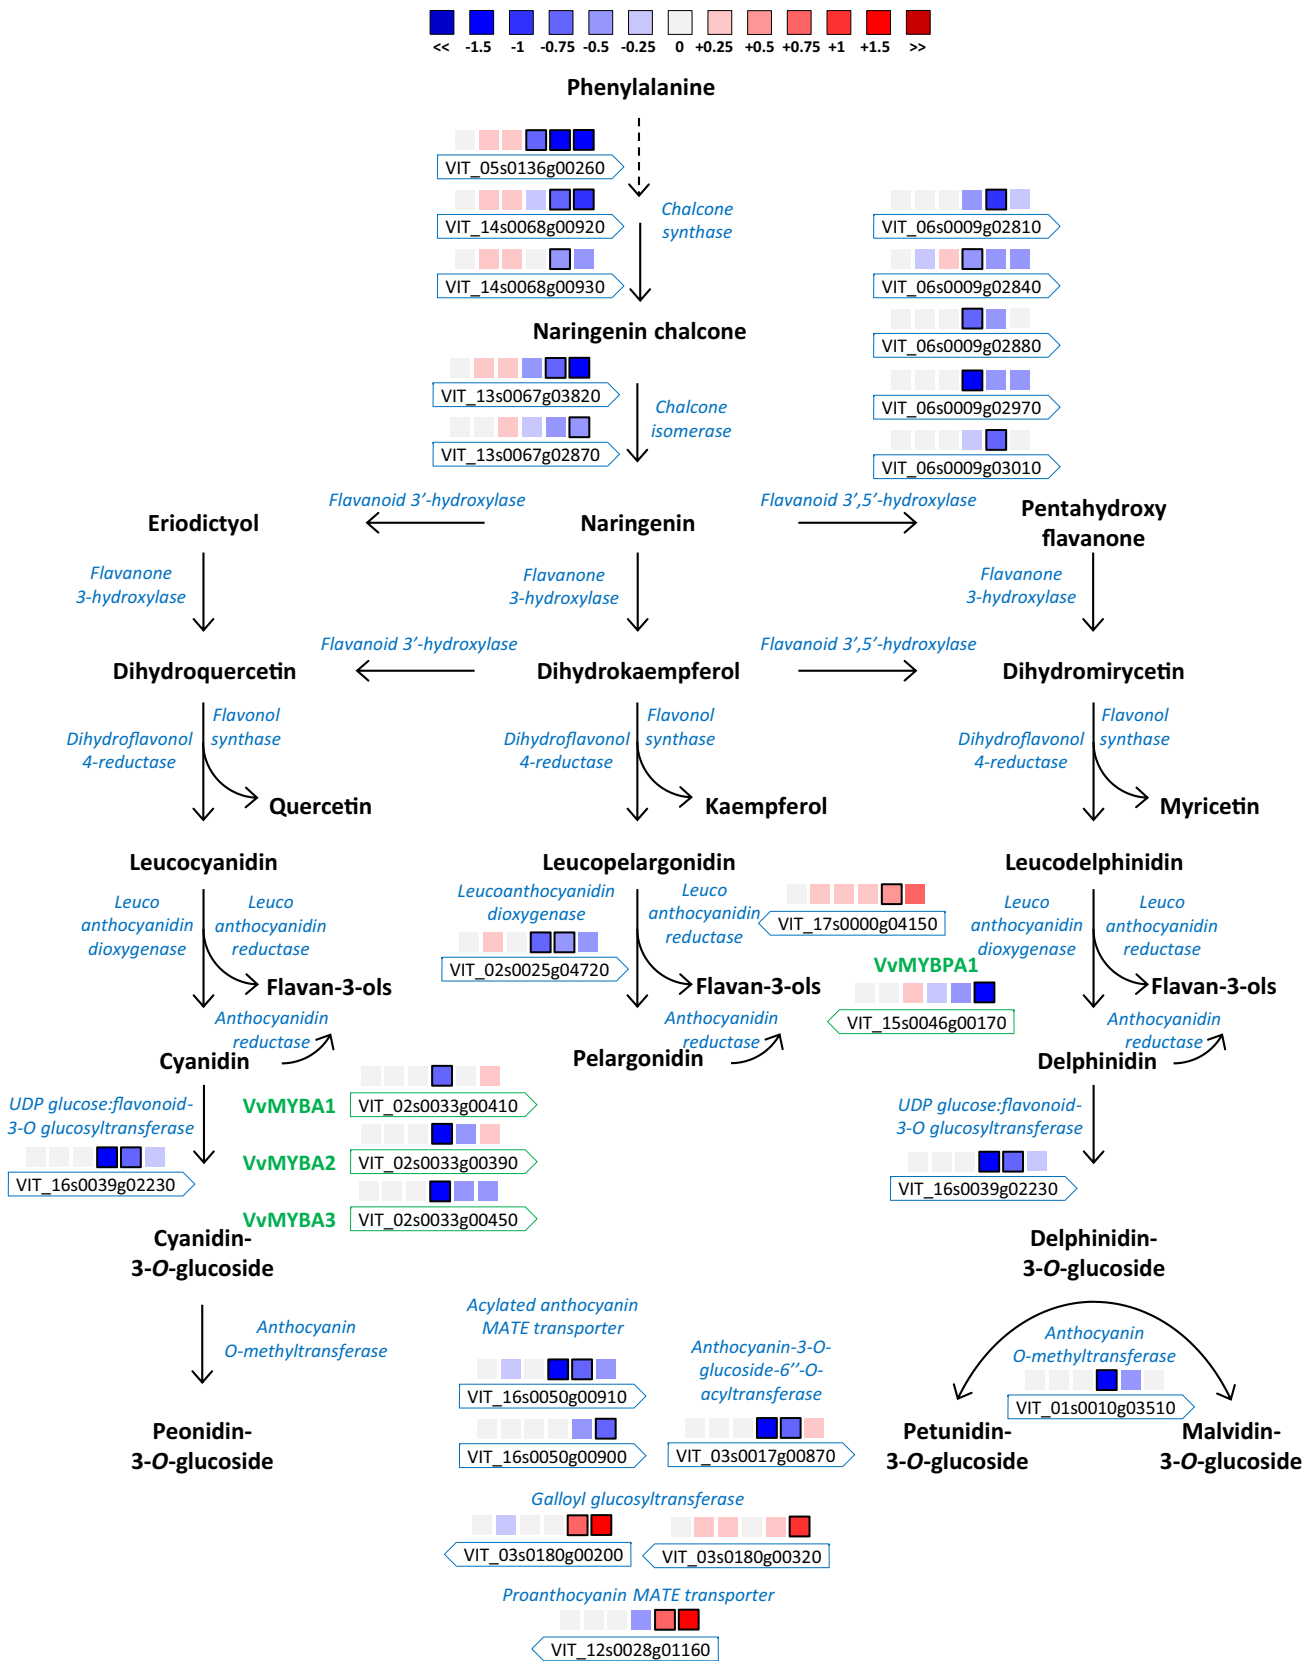 << -1.5 -1 -0.75 -0.5 -0.25 0 +0.25 +0.5 +0.75 +1 +1.5 >>
Phenylalanine
VIT_05s0136g00260
VIT_14s0068g00920
VIT_14s0068g00930
Chalcone
synthase
VIT_06s0009g02810
VIT_06s0009g02840
VIT_06s0009g02880
VIT_06s0009g02970
VIT_06s0009g03010
Naringenin chalcone
VIT_13s0067g03820
VIT_13s0067g02870
Chalcone
isomerase
Eriodictyol
Flavanoid 3′-hydroxylase
Naringenin
Flavanoid 3′,5′-hydroxylase
Pentahydroxy
flavanone
Flavanone
3-hydroxylase
Flavanone
3-hydroxylase
Flavanone
3-hydroxylase
Dihydroquercetin
Flavanoid 3′-hydroxylase
Dihydrokaempferol
Flavanoid 3′,5′-hydroxylase
Dihydromirycetin
Dihydroflavonol
4-reductase
Flavonol
synthase
Quercetin
Dihydroflavonol
4-reductase
Flavonol
synthase
Kaempferol
Dihydroflavonol
4-reductase
Flavonol
synthase
Myricetin
Leucocyanidin
Leucopelargonidin
Leucodelphinidin
Leuco
anthocyanidin
dioxygenase
Leuco
anthocyanidin
reductase
Flavan-3-ols
Anthocyanidin
reductase
Leucoanthocyanidin
dioxygenase
VIT_02s0025g04720
Leuco
anthocyanidin
reductase
VIT_17s0000g04150
Flavan-3-ols
Anthocyanidin
reductase
VvMYBPA1
VIT_15s0046g00170
Leuco
anthocyanidin
dioxygenase
Leuco
anthocyanidin
reductase
Flavan-3-ols
Anthocyanidin
reductase
Cyanidin
Pelargonidin
Delphinidin
UDP glucose:flavonoid-
3-O glucosyltransferase
VIT_16s0039g02230
VvMYBA1
VIT_02s0033g00410
VvMYBA2
VIT_02s0033g00390
VvMYBA3
VIT_02s0033g00450
UDP glucose:flavonoid-
3-O glucosyltransferase
VIT_16s0039g02230
Cyanidin-
3-O-glucoside
Delphinidin-
3-O-glucoside
Anthocyanin
O-methyltransferase
Acylated anthocyanin
MATE transporter
VIT_16s0050g00910
VIT_16s0050g00900
Anthocyanin-3-O-
glucoside-6′′-O-
acyltransferase
VIT_03s0017g00870
Anthocyanin
O-methyltransferase
VIT_01s0010g03510
Peonidin-
3-O-glucoside
Petunidin-
3-O-glucoside
Malvidin-
3-O-glucoside
Galloyl glucosyltransferase
VIT_03s0180g00200
VIT_03s0180g00320
Proanthocyanin MATE transporter
VIT_12s0028g01160